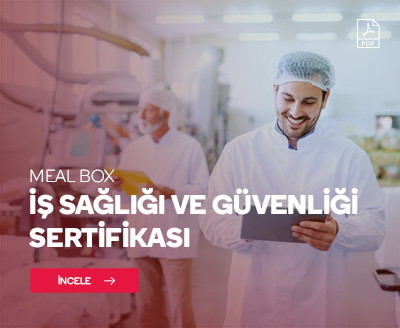 PDF
MEAL BOX
İŞ SAĞLIĞI VE GÜVENLİĞİ
SERTİFİKASI
İNCELE